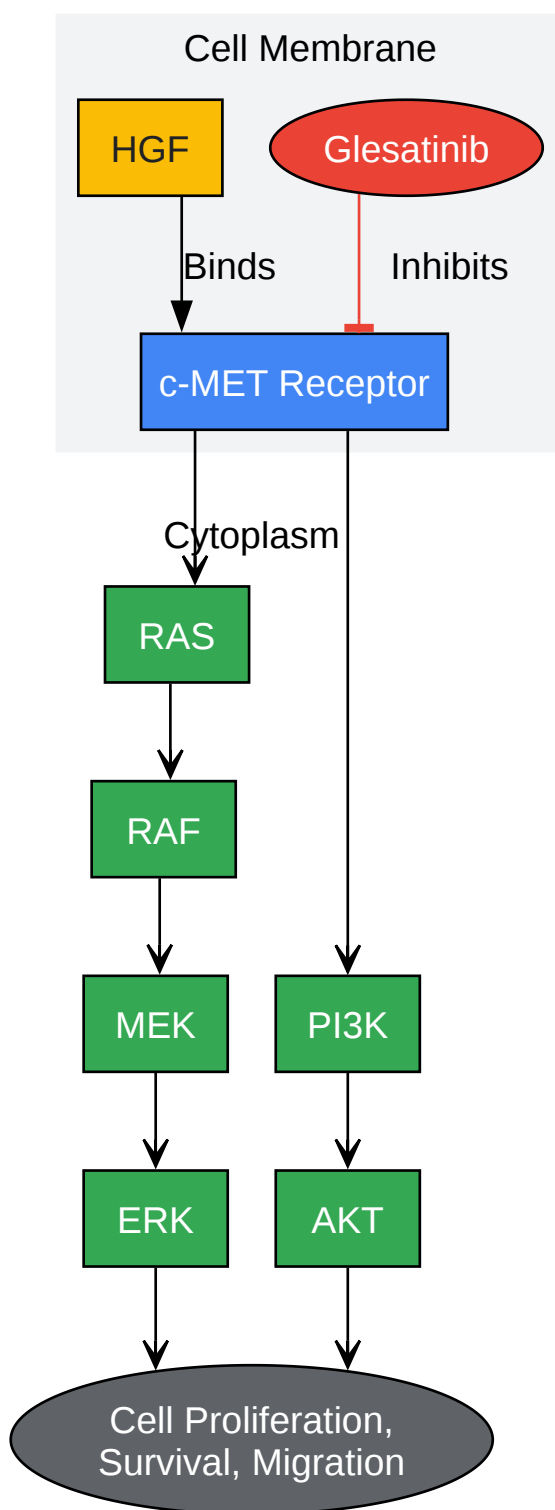 Cell Membrane
HGF
Glesatinib
Binds
Inhibits
c-MET Receptor
Cytoplasm
RAS
RAF
MEK
PI3K
ERK
AKT
Cell Proliferation,
Survival, Migration